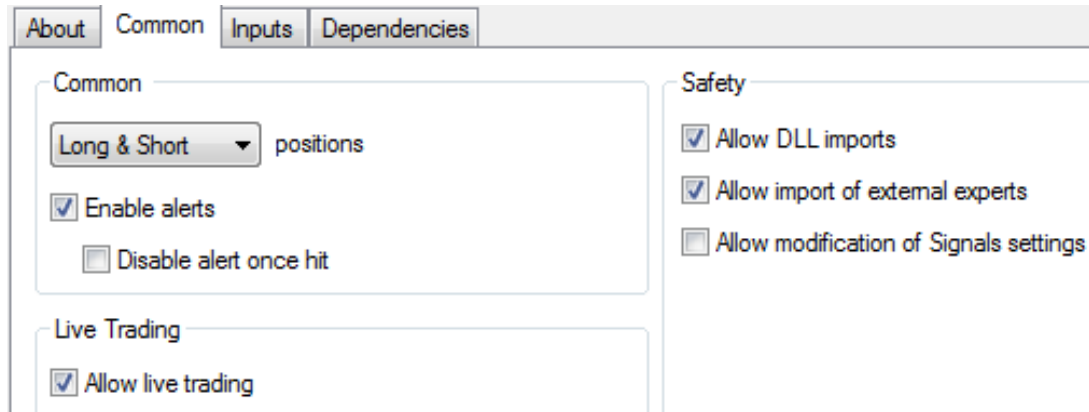 About Common Inputs Dependencies
Common
Long & Short positions
Enable alerts
Disable alert once hit
Live Trading
Allow live trading
Safety
Allow DLL imports
Allow import of external experts
Allow modification of Signals settings